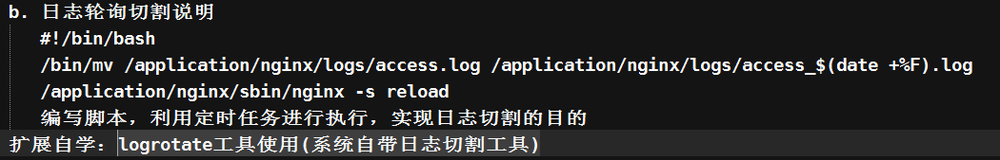 b. 日志轮询切割说明
#!/bin/bash
/bin/mv /application/nginx/logs/access.log /application/nginx/logs/access_$(date +%F).log
/application/nginx/sbin/nginx -s reload
编写脚本，利用定时任务进行执行，实现日志切割的目的
扩展自学：logrotate工具使用(系统自带日志切割工具)